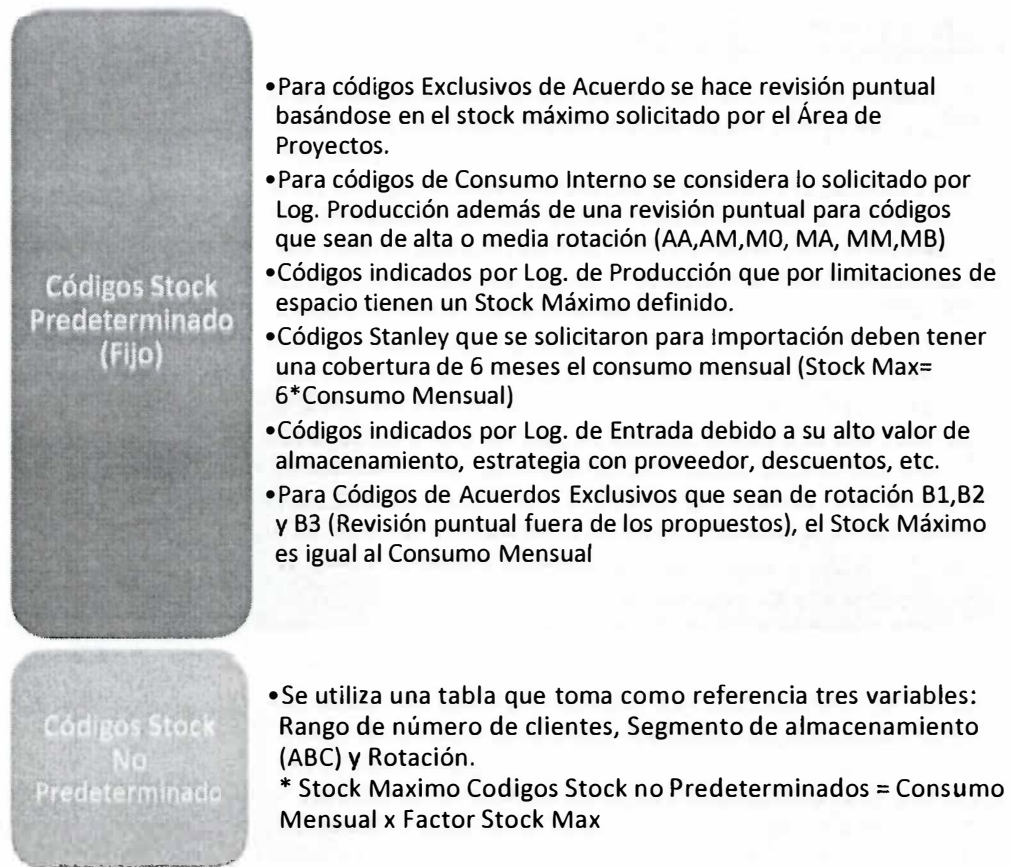 Códigos Stock
Predeterminado
(Fijo)
•Para códigos Exclusivos de Acuerdo se hace revisión puntual
basándose en el stock máximo solicitado por el Área de
Proyectos.
•Para códigos de Consumo Interno se considera lo solicitado por
Log. Producción además de una revisión puntual para códigos
que sean de alta o media rotación (AA,AM,M0, MA, MM,MB)
•Códigos indicados por Log. de Producción que por limitaciones de
espacio tienen un Stock Máximo definido.
•Códigos Stanley que se solicitaron para Importación deben tener
una cobertura de 6 meses el consumo mensual (Stock Max=
6*Consumo Mensual)
•Códigos indicados por Log. de Entrada debido a su alto valor de
almacenamiento, estrategia con proveedor, descuentos, etc.
•Para Códigos de Acuerdos Exclusivos que sean de rotación B1,B2
y B3 (Revisión puntual fuera de los propuestos), el Stock Máximo
es igual al Consumo Mensual
Códigos Stock
No
Predeterminado
•Se utiliza una tabla que toma como referencia tres variables:
Rango de número de clientes, Segmento de almacenamiento
(ABC) y Rotación.
* Stock Maximo Codigos Stock no Predeterminados = Consumo
Mensual x Factor Stock Max